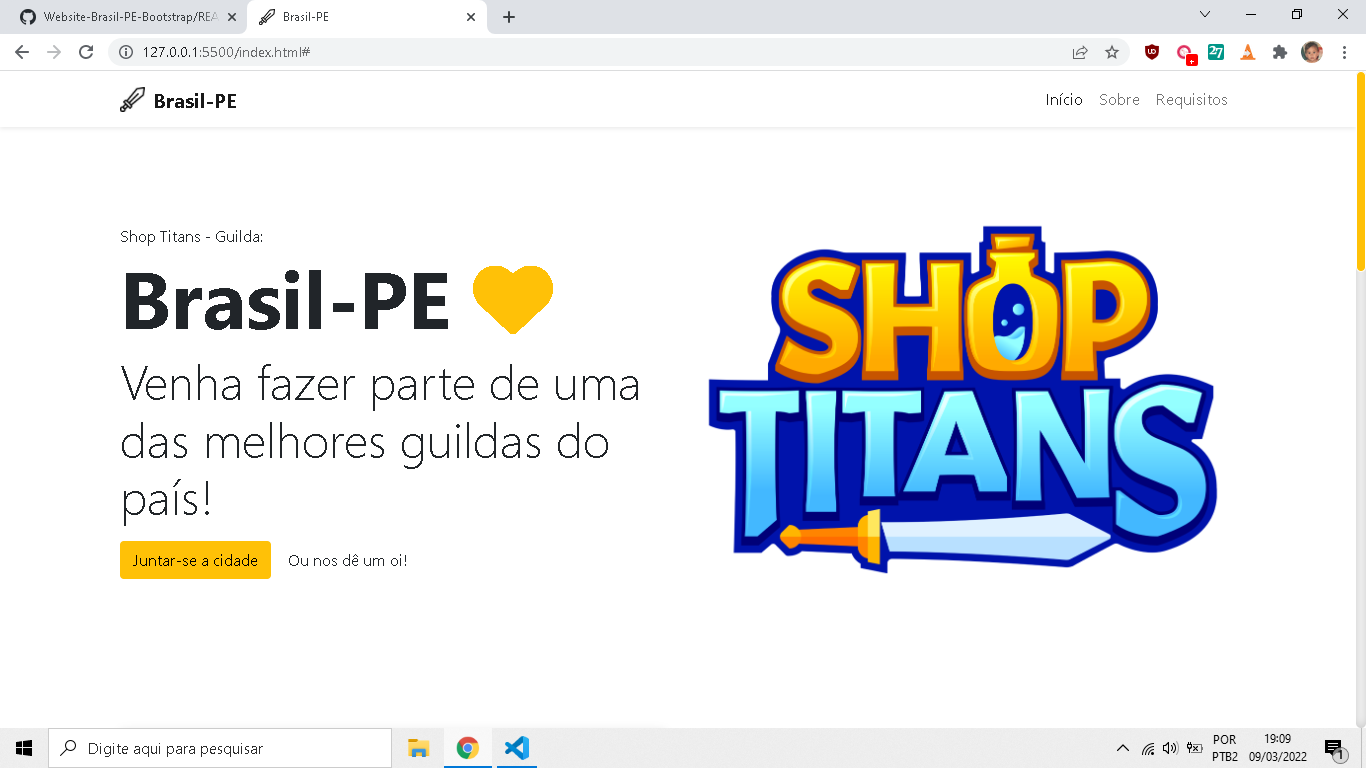 Website-Brasil-PE-Bootstrap/REA
Brasil-PE
127.0.0.1:5500/index.html#
27
Brasil-PE
Início
Sobre
Requisitos
Shop Titans - Guilda:
Brasil-PE
Venha fazer parte de uma
das melhores guildas do
país!
Juntar-se a cidade
Ou nos dê um oi!
SHOP
TITANS
Digite aqui para pesquisar
POR
PTB2
19:09
09/03/2022
1